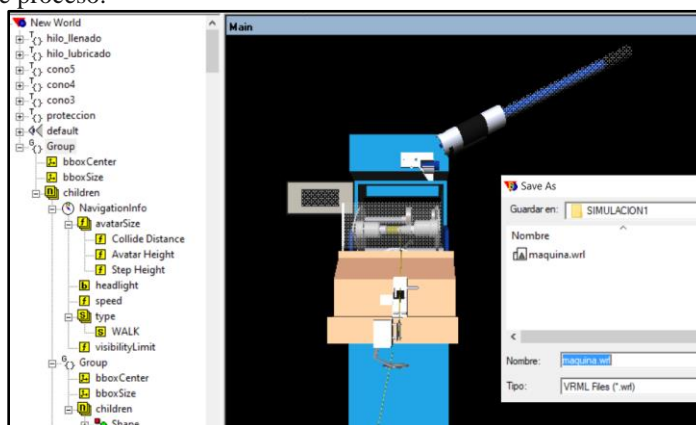 e proceso.
New World
hilo_llenado
hilo_lubricado
cono5
cono4
cono3
proteccion
default
Group
bboxCenter
bboxSize
children
NavigationInfo
avatarSize
Collide Distance
Avatar Height
Step Height
headlight
speed
type
WALK
visibilityLimit
Group
bboxCenter
bboxSize
children
Shape
Main
Save As
Guardar en:
SIMULACION1
Nombre
maquina.wrl
Nombre:
maquina.wrl
Tipo:
VRML Files (*.wrl)